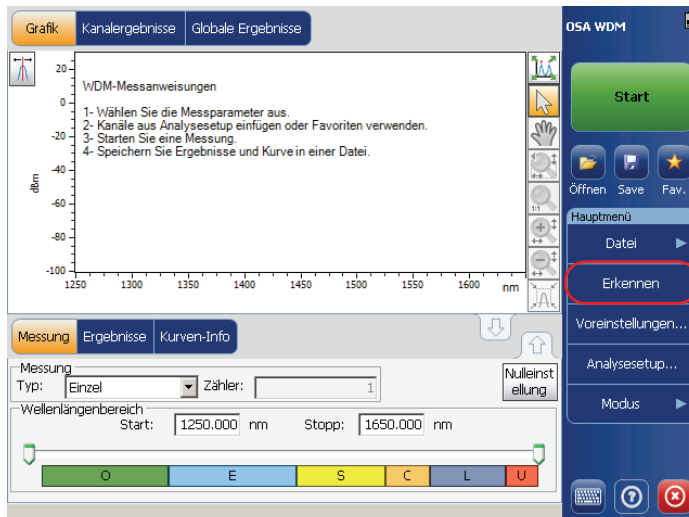 Grafik Kanalergebnisse Globale Ergebnisse
OSA WDM
WDM-Messanweisungen
1- Wählen Sie die Messparameter aus.
2- Kanäle aus Analysesetup einfügen oder Favoriten verwenden.
3- Starten Sie eine Messung.
4- Speichern Sie Ergebnisse und Kurve in einer Datei.
dBm
20
0
-20
-40
-60
-80
-100
1250 1300 1350 1400 1450 1500 1550 1600 nm
1:1
Start
Öffnen Save Fav.
Hauptmenü
Datei
Erkennen
Voreinstellungen...
Analysesetup...
Modus
Messung Ergebnisse Kurven-Info
Messung
Typ: Einzel Zähler: 1
Nulleinst
ellung
Wellenlängenbereich
Start: 1250.000 nm Stopp: 1650.000 nm
O E S C L U